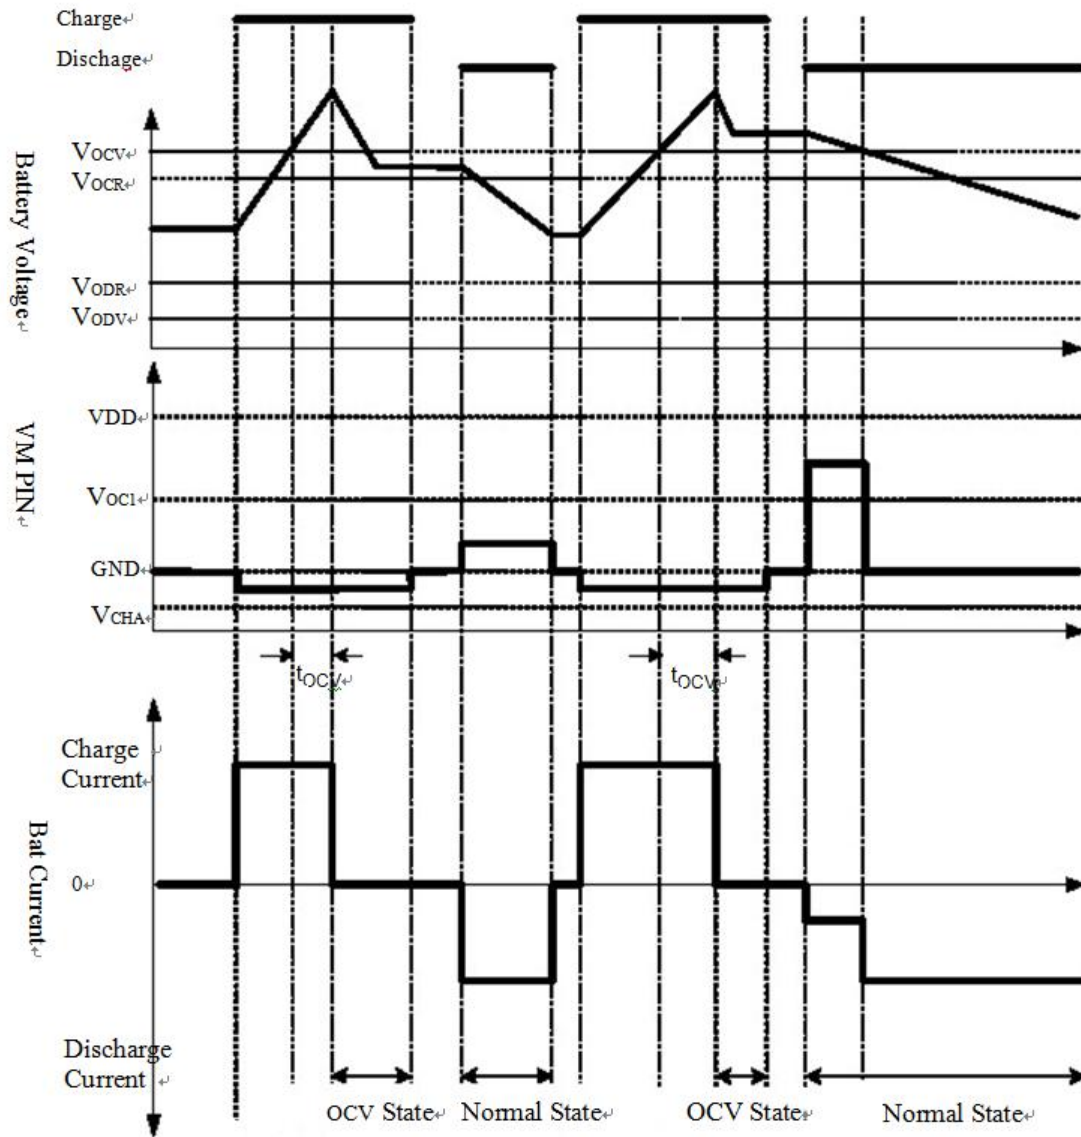 Charge
Dischage
Battery Voltage
VOCV
VOCR
VODR
VODV
VM PIN
VDD
VOC1
GND
VCHA
tOCV
tOCV
Bat Current
Charge
Current
0
Discharge
Current
OCV State
Normal State
OCV State
Normal State